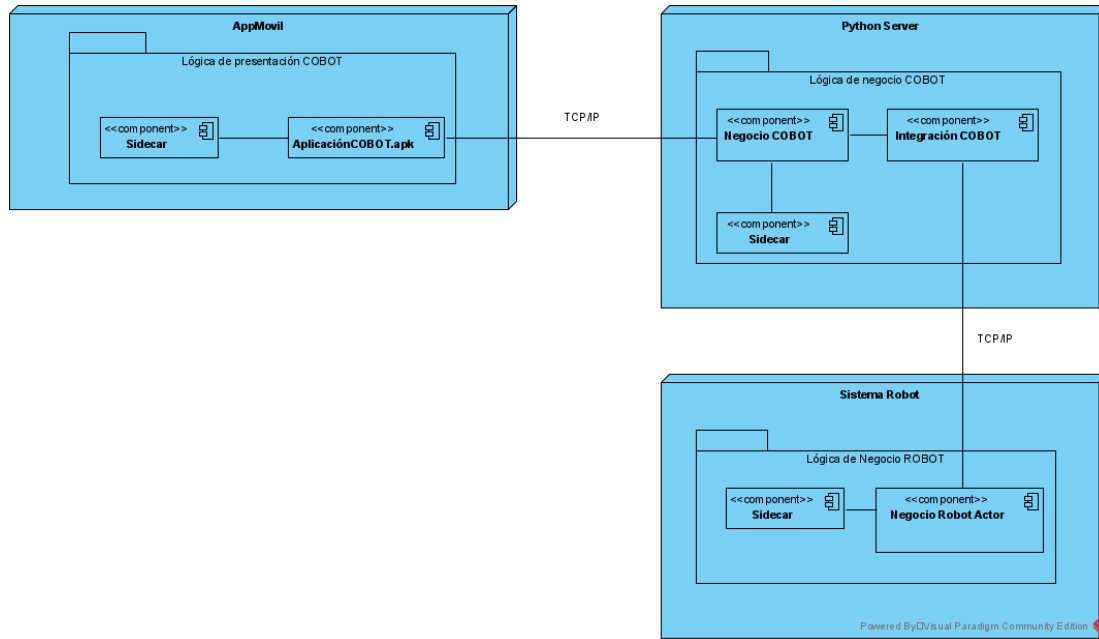 AppMovil
Lógica de presentación COBOT
<<component>>
Sidecar
<<component>>
AplicaciónCOBOT.apk
TCP/IP
Python Server
Lógica de negocio COBOT
<<component>>
Negocio COBOT
<<component>>
Integración COBOT
<<component>>
Sidecar
TCP/IP
Sistema Robot
Lógica de Negocio ROBOT
<<component>>
Sidecar
<<component>>
Negocio Robot Actor
Powered By□Visual Paradigm Community Edition